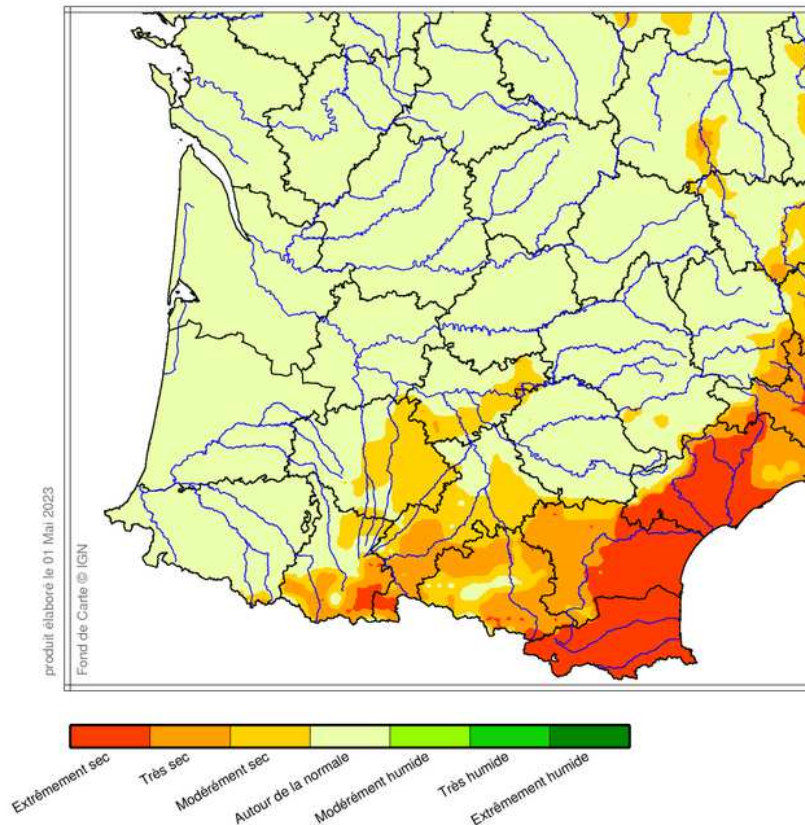 produit élaboré le 01 Mai 2023
Fond de Carte © IGN
Extrêmement sec
Très sec
Modérément sec
Autour de la normale
Modérément humide
Très humide
Extrêmement humide